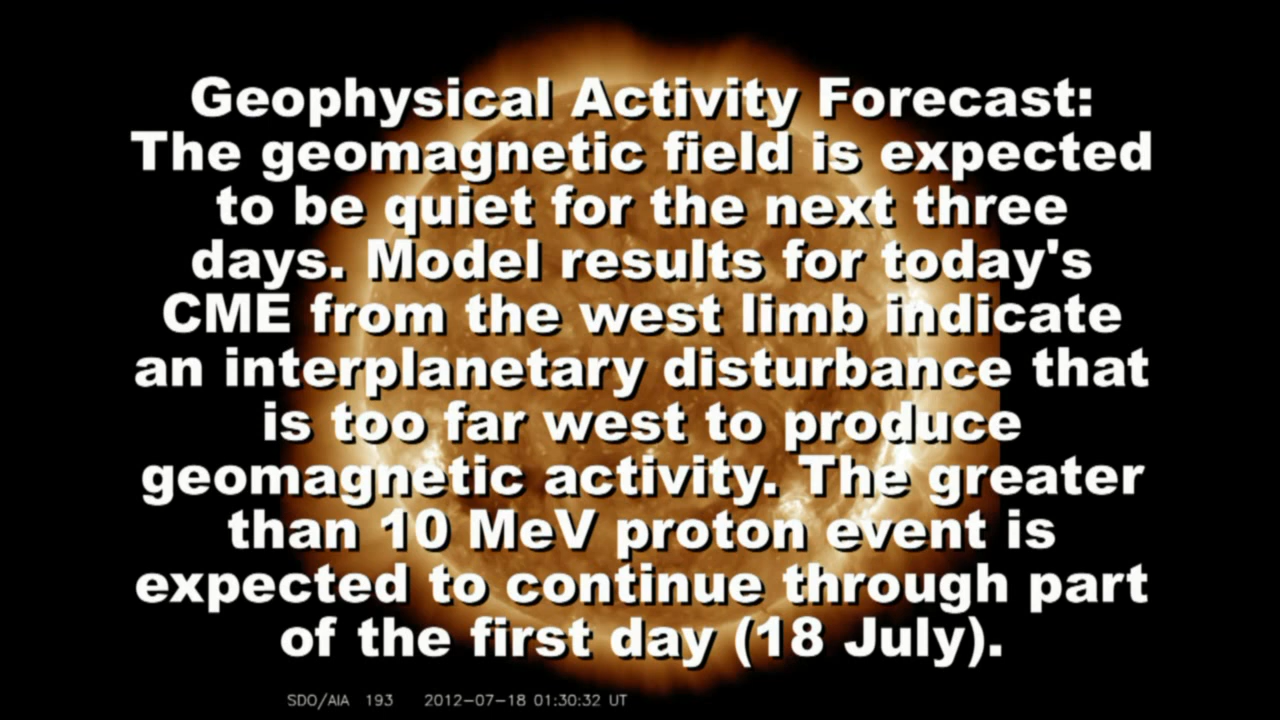 Geophysical Activity Forecast:
The geomagnetic field is expected
to be quiet for the next three
days. Model results for today's
CME from the west limb indicate
an interplanetary disturbance that
is too far west to produce
geomagnetic activity. The greater
than 10 MeV proton event is
expected to continue through part
of the first day (18 July).
SDO/AIA 193 2012-07-18 01:30:32 UT